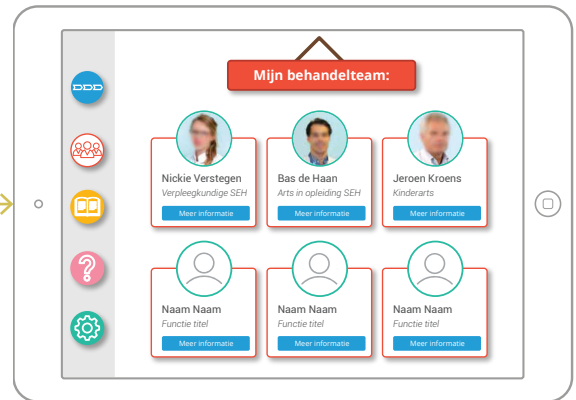 Mijn behandelteam:
Nickie Verstegen
Verpleegkundige SEH
Meer informatie
Bas de Haan
Arts in opleiding SEH
Meer informatie
Jeroen Kroens
Kinderarts
Meer informatie
Naam Naam
Functie titel
Meer informatie
Naam Naam
Functie titel
Meer informatie
Naam Naam
Functie titel
Meer informatie
?